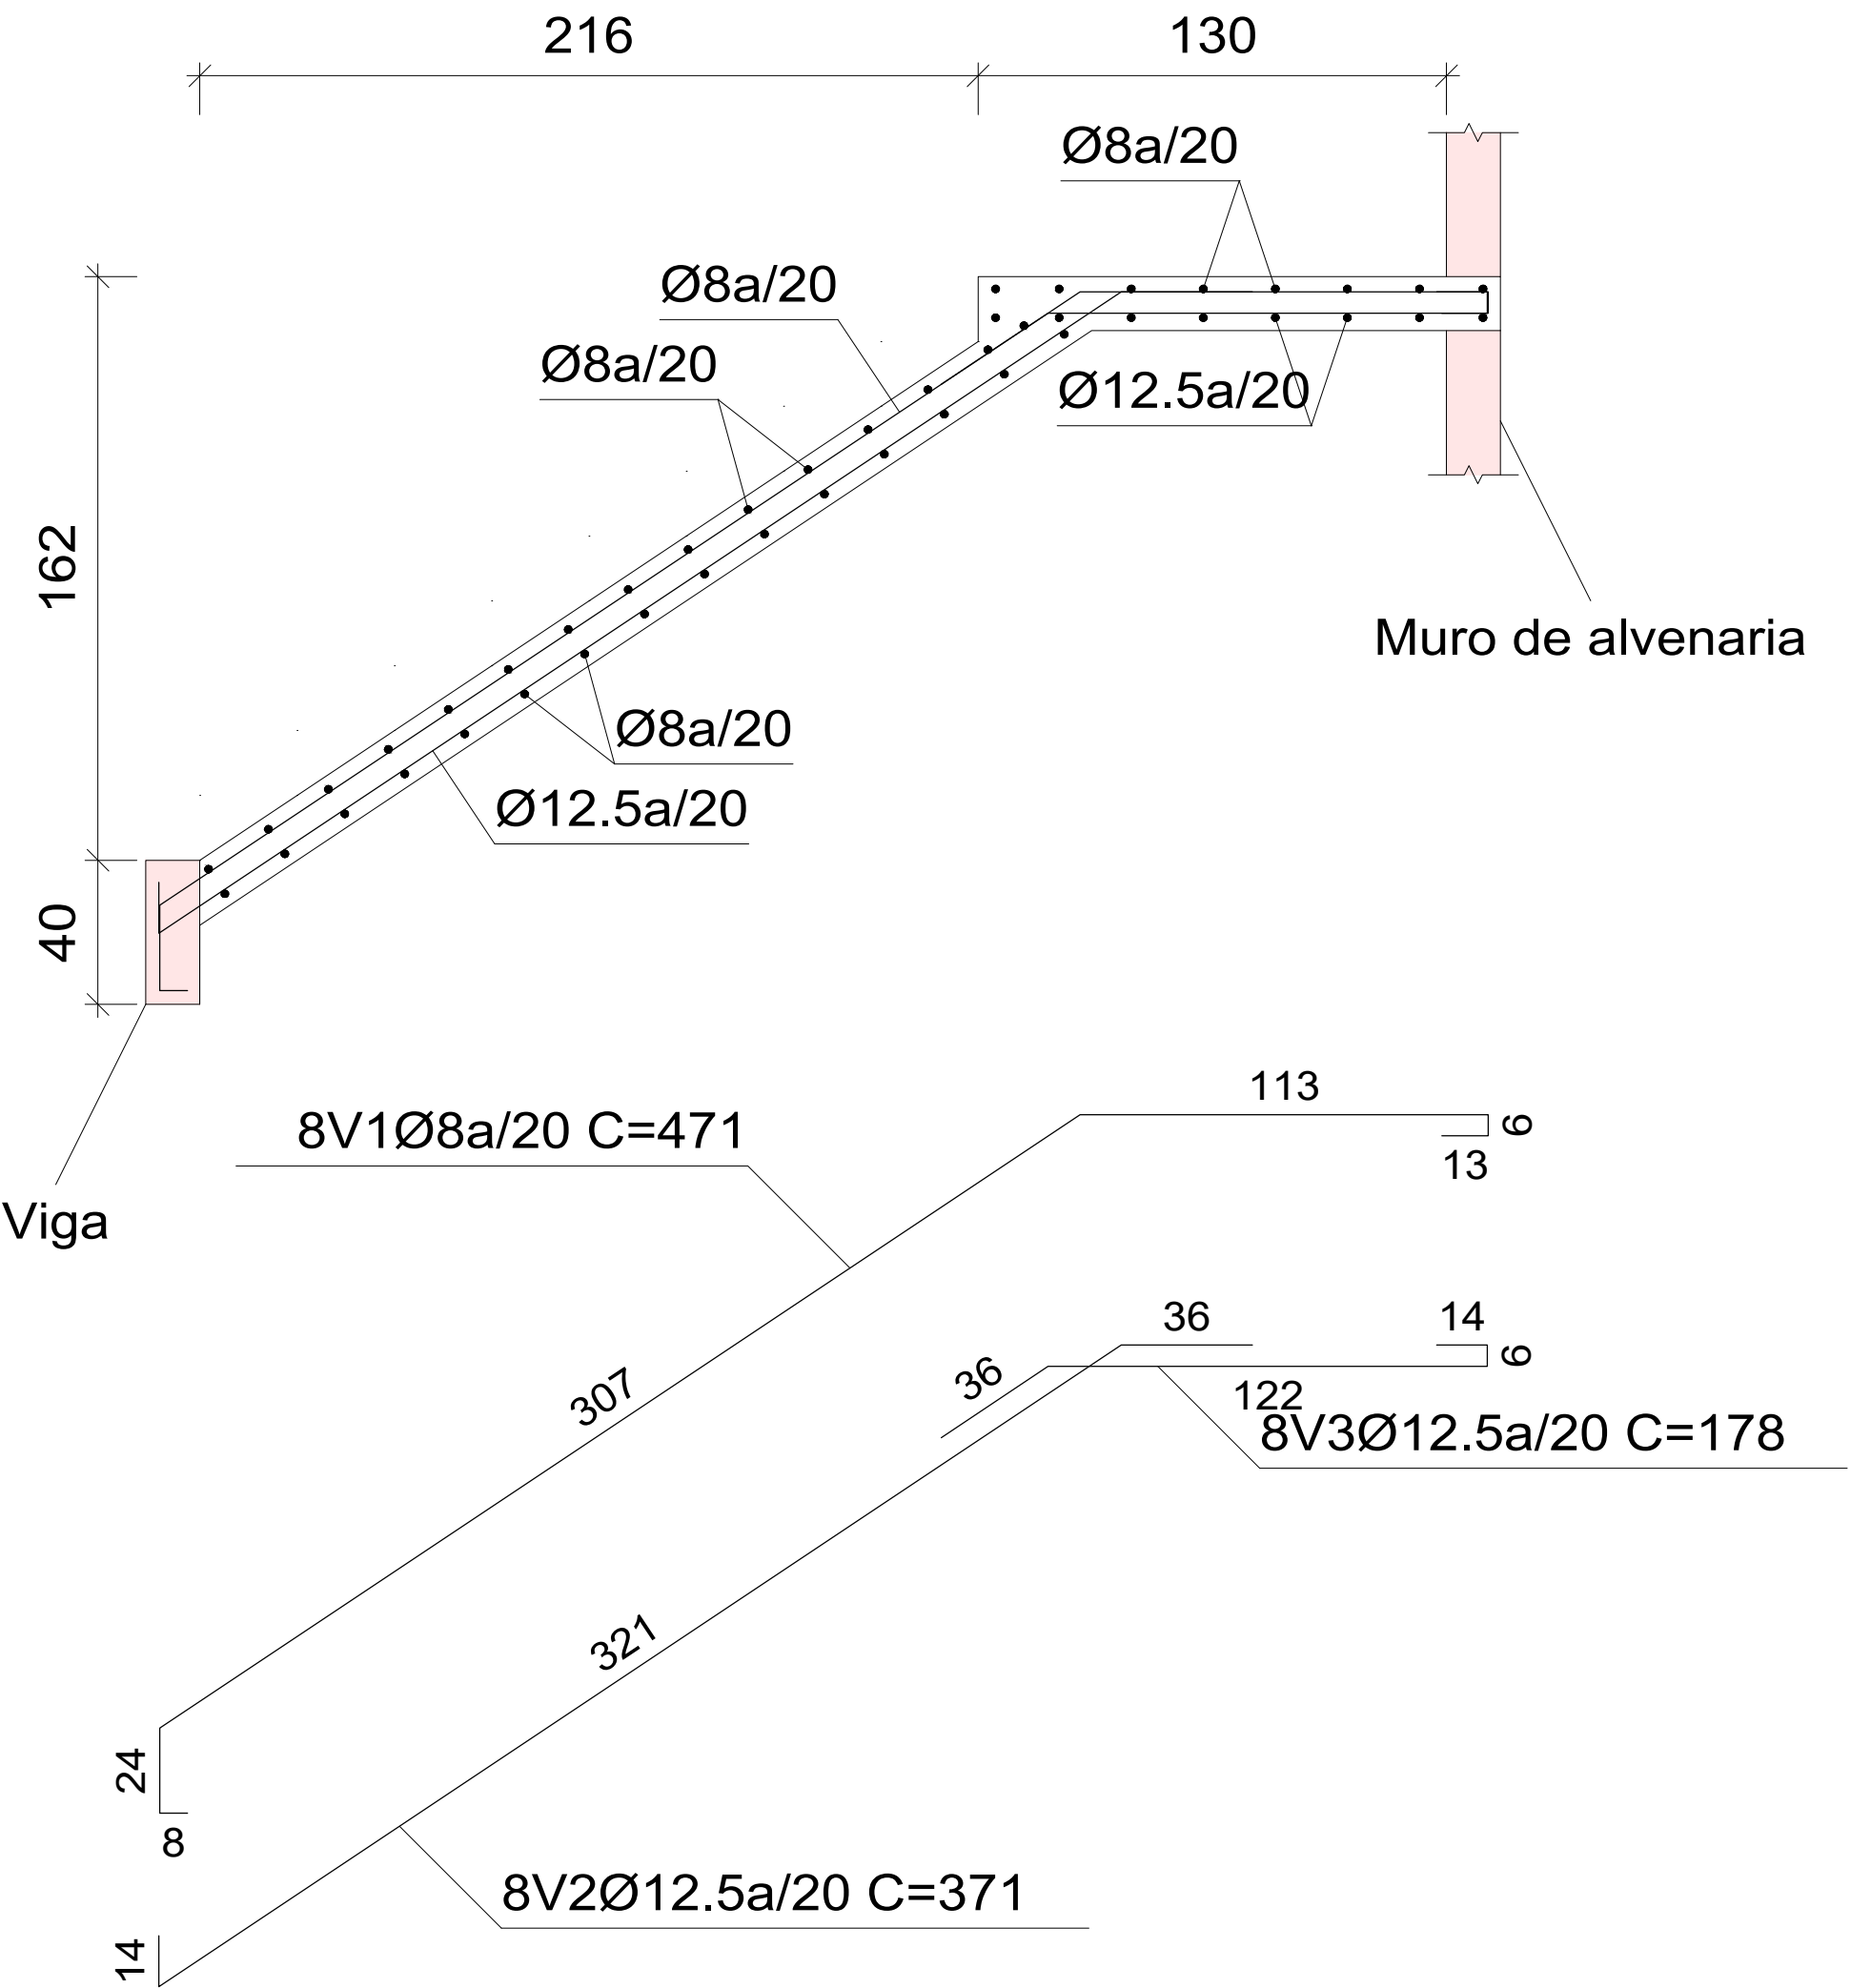 216
130
Ø8a/20
Ø8a/20
Ø8a/20
Ø12.5a/20
162
Muro de alvenaria
Ø8a/20
Ø12.5a/20
40
113
8V1Ø8a/20 C=471
6
13
Viga
36
14
6
36
307
122
8V3Ø12.5a/20 C=178
321
24
8
8V2Ø12.5a/20 C=371
14